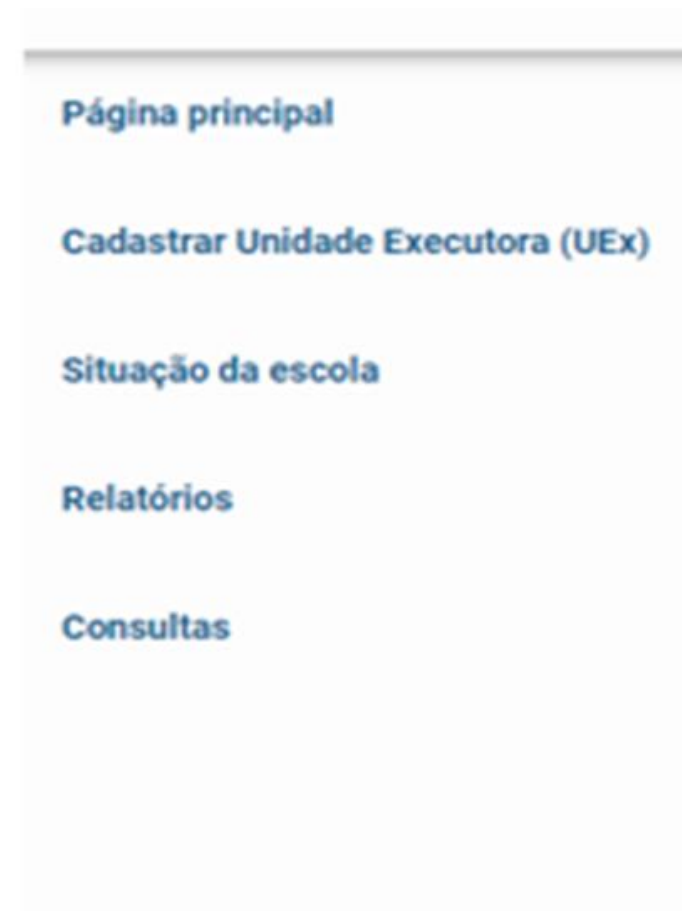 Página principal
Cadastrar Unidade Executora (UEx)
Situação da escola
Relatórios
Consultas